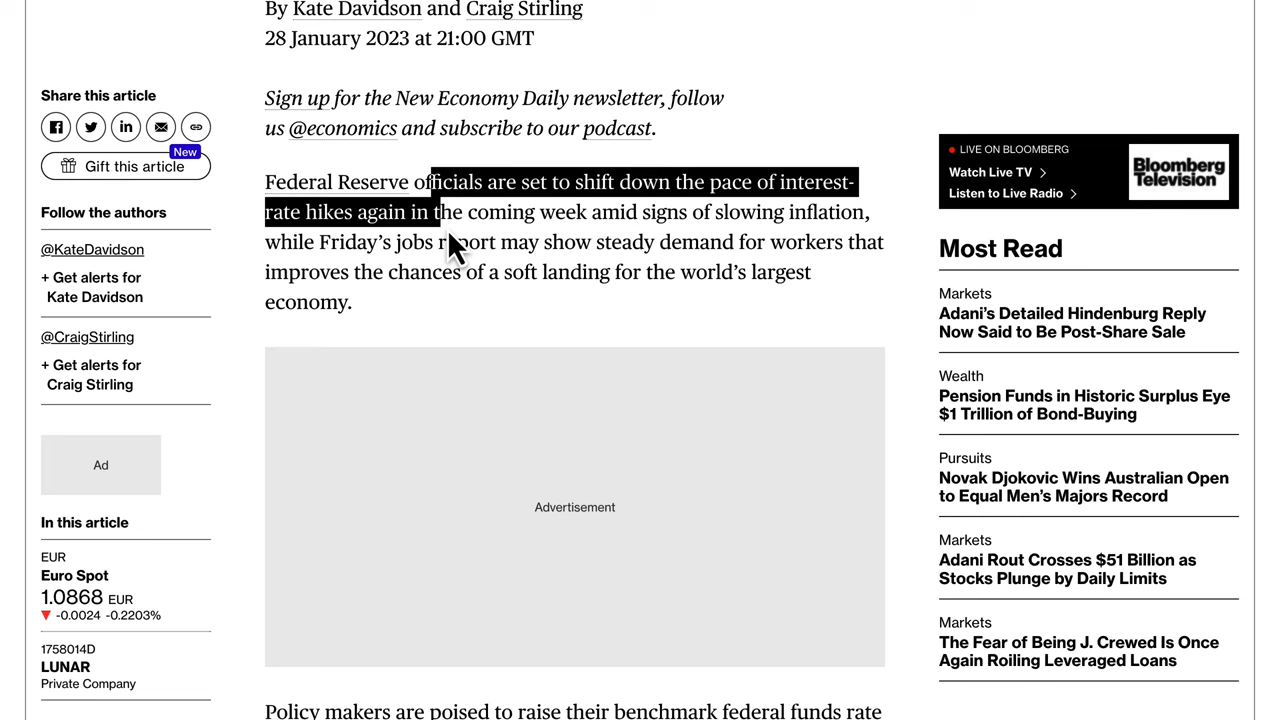 By Kate Davidson and Craig Stirling
28 January 2023 at 21:00 GMT
Share this article
New
Gift this article
Follow the authors
@KateDavidson
+ Get alerts for
Kate Davidson
@CraigStirling
+ Get alerts for
Craig Stirling
Ad
In this article
EUR
Euro Spot
1.0868 EUR
▼ -0.0024 -0.2203%
1758014D
LUNAR
Private Company
Sign up for the New Economy Daily newsletter, follow
us @economics and subscribe to our podcast.
Federal Reserve officials are set to shift down the pace of interest-
rate hikes again in the coming week amid signs of slowing inflation,
while Friday’s jobs report may show steady demand for workers that
improves the chances of a soft landing for the world’s largest
economy.
Advertisement
Policy makers are poised to raise their benchmark federal funds rate
LIVE ON BLOOMBERG
Watch Live TV
Listen to Live Radio
Bloomberg
Television
Most Read
Markets
Adani’s Detailed Hindenburg Reply
Now Said to Be Post-Share Sale
Wealth
Pension Funds in Historic Surplus Eye
$1 Trillion of Bond-Buying
Pursuits
Novak Djokovic Wins Australian Open
to Equal Men’s Majors Record
Markets
Adani Rout Crosses $51 Billion as
Stocks Plunge by Daily Limits
Markets
The Fear of Being J. Crewed Is Once
Again Roiling Leveraged Loans